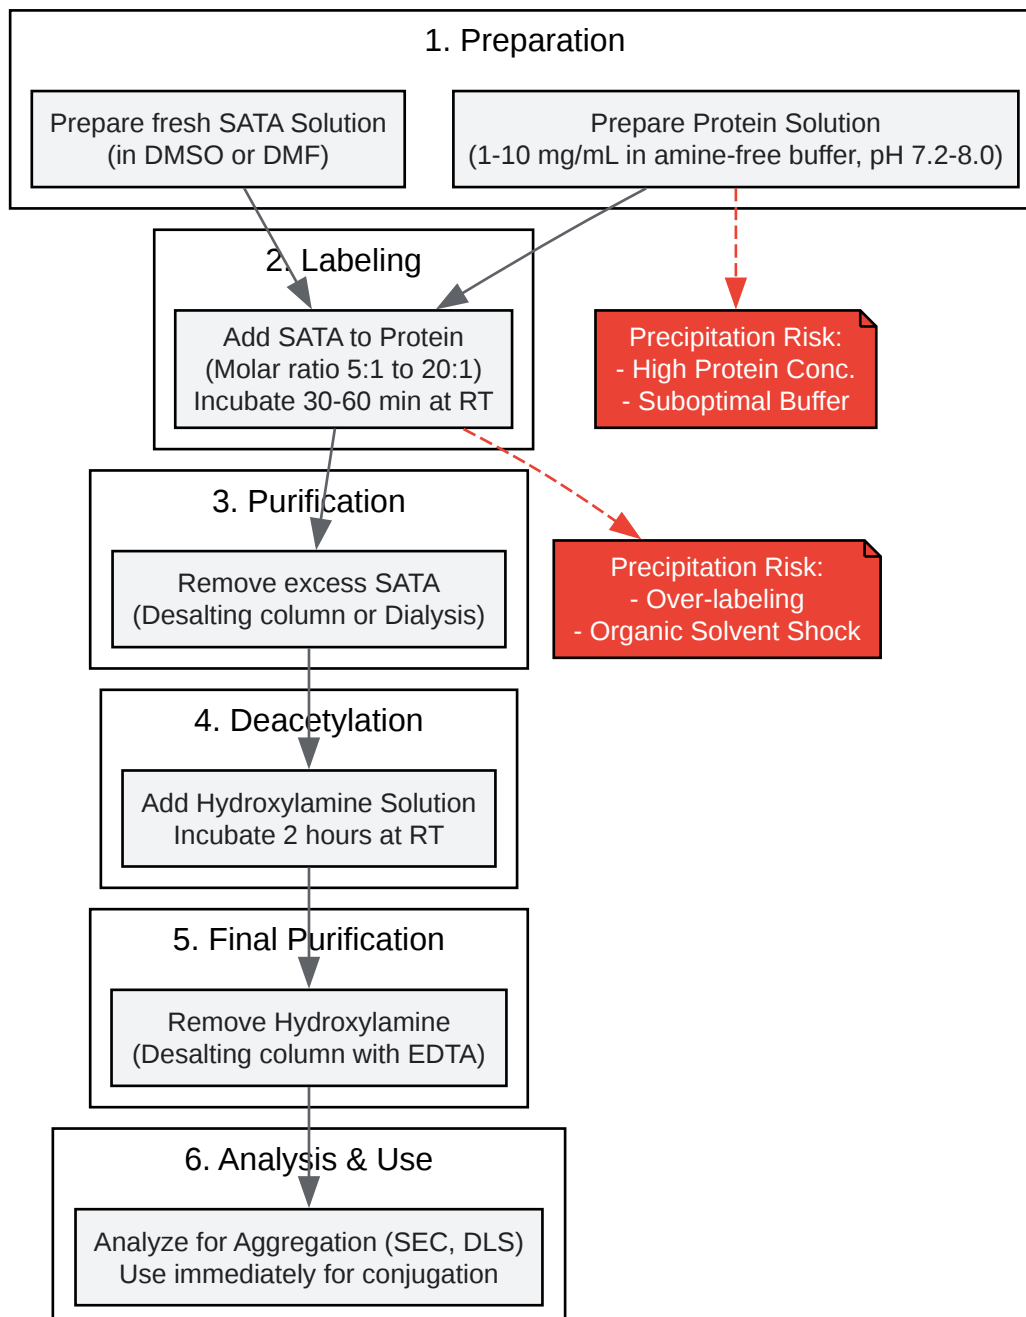 1. Preparation
Prepare fresh SATA Solution
(in DMSO or DMF)
Prepare Protein Solution
(1-10 mg/mL in amine-free buffer, pH 7.2-8.0)
2. Labeling
Add SATA to Protein
(Molar ratio 5:1 to 20:1)
Incubate 30-60 min at RT
Precipitation Risk:
- High Protein Conc.
- Suboptimal Buffer
3. Purification
Remove excess SATA
(Desalting column or Dialysis)
Precipitation Risk:
- Over-labeling
- Organic Solvent Shock
4. Deacetylation
Add Hydroxylamine Solution
Incubate 2 hours at RT
5. Final Purification
Remove Hydroxylamine
(Desalting column with EDTA)
6. Analysis & Use
Analyze for Aggregation (SEC, DLS)
Use immediately for conjugation